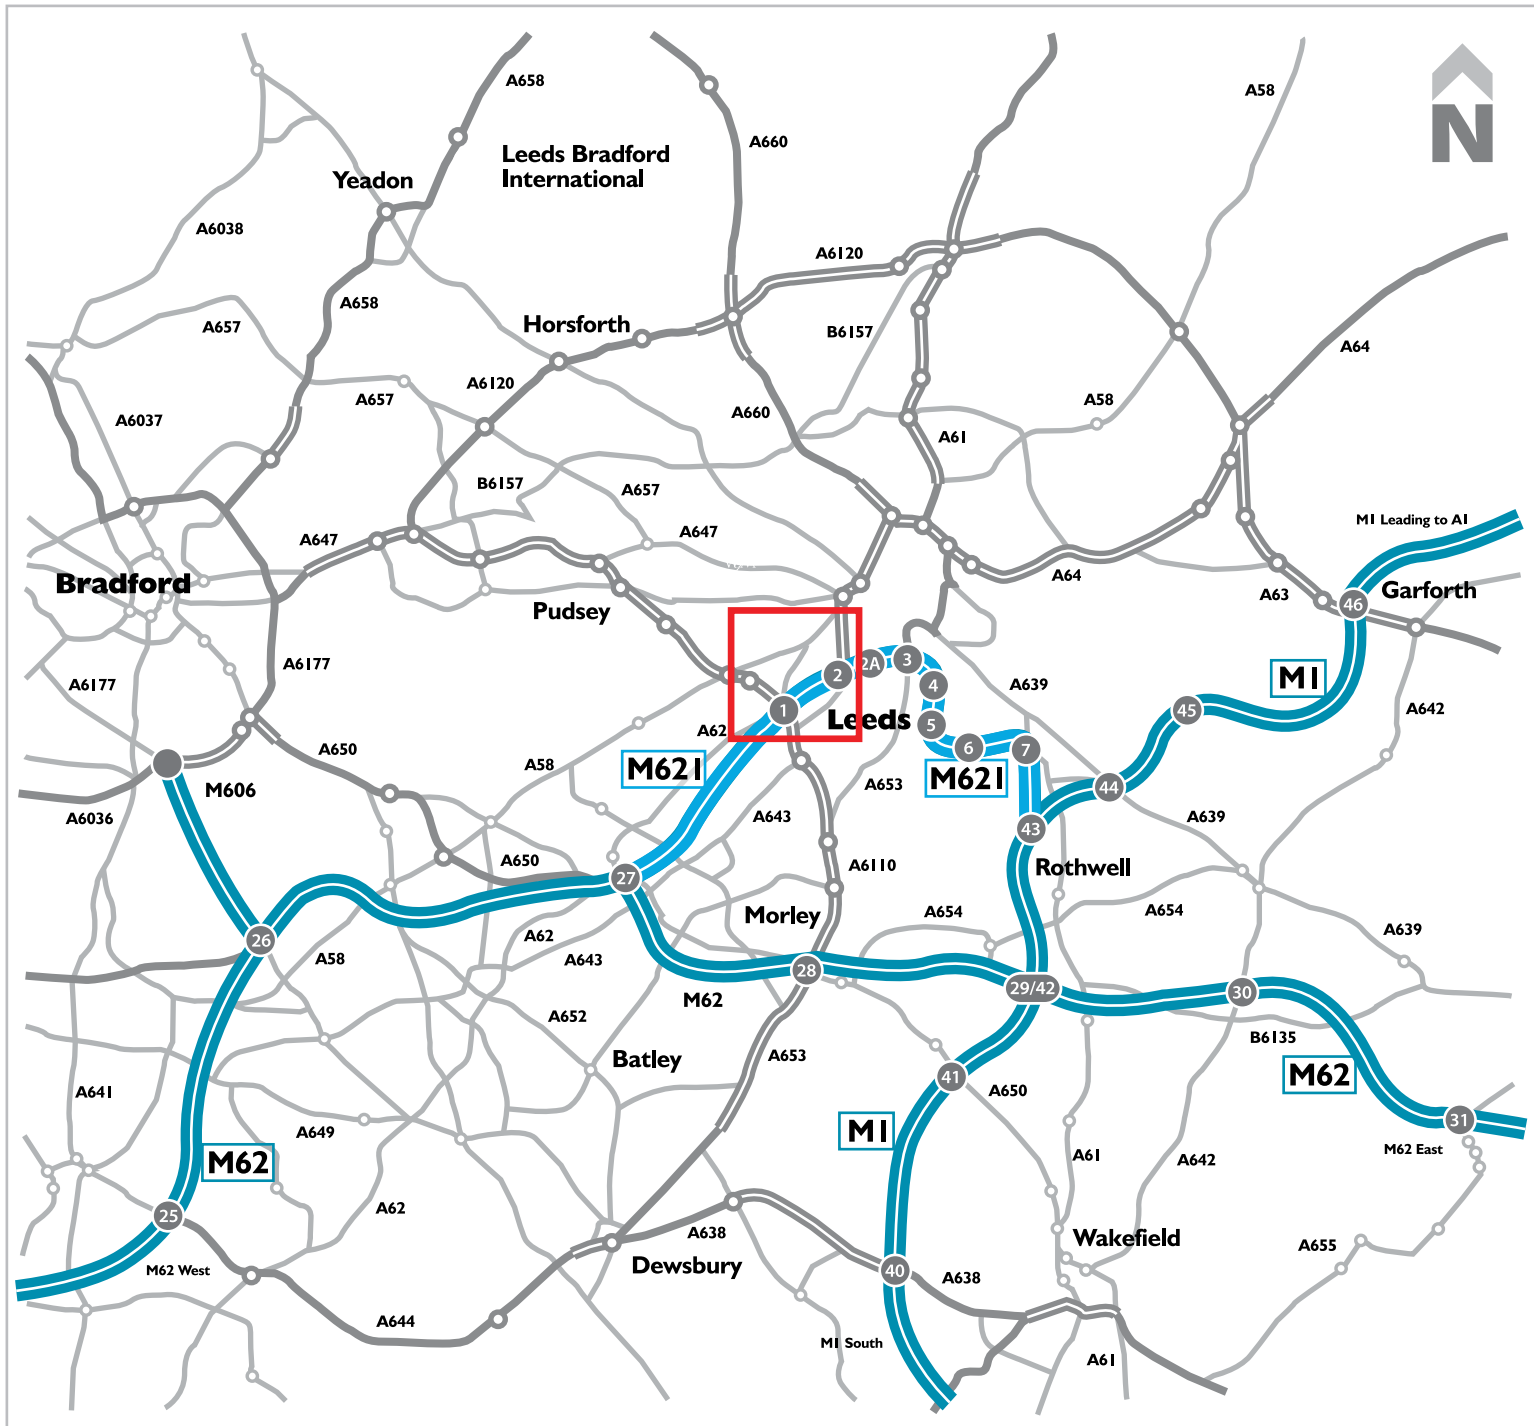 A658
A58
A660
N
Leeds Bradford
International
Yeadon
A6038
A6120
A658
A657
Horsforth
B6157
A64
A6120
A657
A58
A6037
A660
A61
B6157
A657
M1 Leading to A1
A647
A647
A64
Bradford
Garforth
A63
46
Pudsey
A6177
3
2A
2
4
M1
A6177
A639
1
Leeds
5
45
A642
A62
6
7
A650
M621
M621
A58
M606
A653
44
A6036
A643
A639
43
A650
A6110
Rothwell
27
Morley
A654
A654
26
A62
A639
A58
A643
28
M62
29/42
30
A652
B6135
A653
Batley
M62
41
A650
A641
31
M1
A649
M62 East
M62
A61
A642
A62
25
A638
Wakefield
A655
M62 West
Dewsbury
40
A638
A644
M1 South
A61